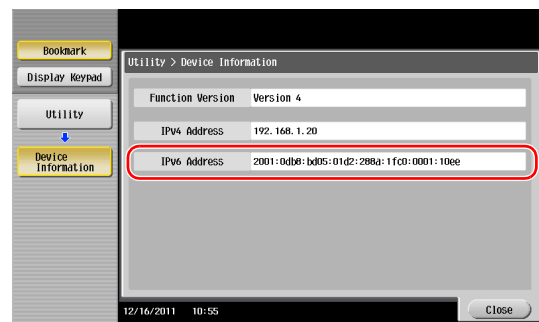 Bookmark
Display Keypad
Utility
Device
Information
Utility > Device Information
Function Version Version 4
IPv4 Address 192.168.1.20
IPv6 Address 2001:0db8:bd05:01d2:288a:1fc0:0001:10ee
12/16/2011 10:55
Close